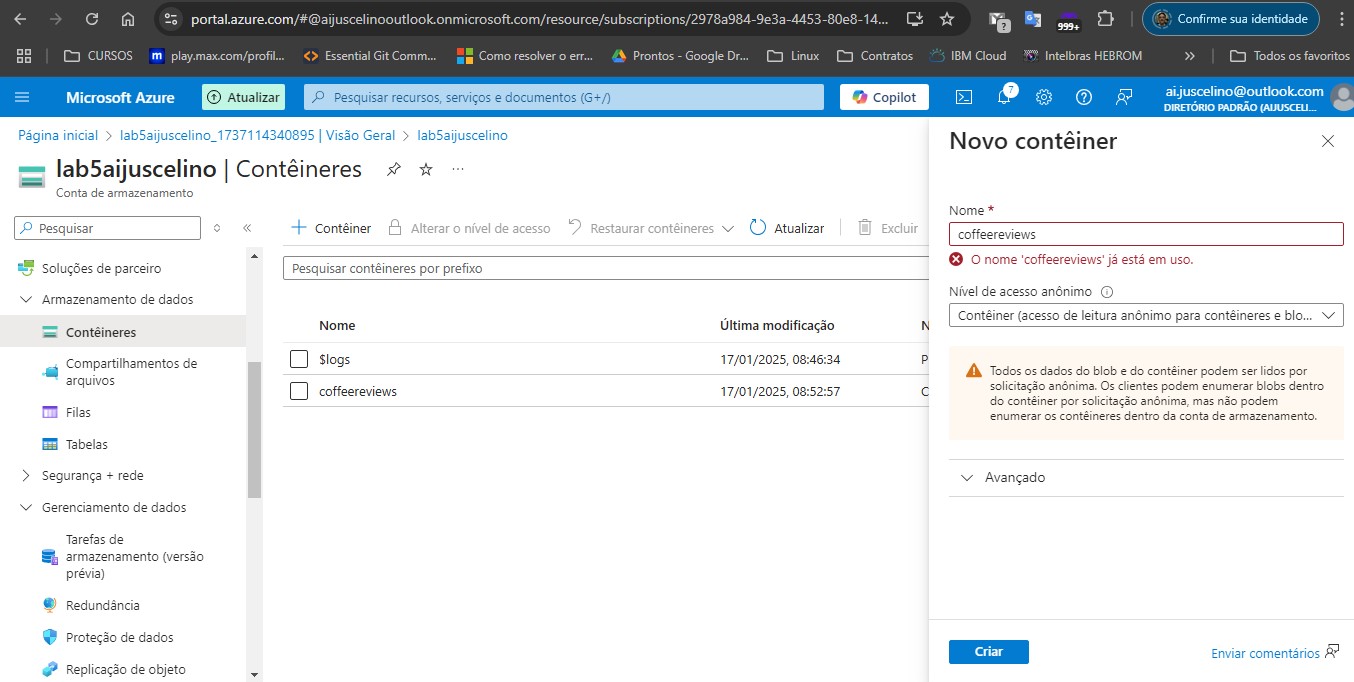 portal.azure.com/#@aijuscelinooutlook.onmicrosoft.com/resource/subscriptions/2978a984-9e3a-4453-80e8-14...
?
999+
Confirme sua identidade
CURSOS
m play.max.com/profil...
Essential Git Comm...
Como resolver o err...
Prontos - Google Dr...
Linux
Contratos
IBM Cloud
Intelbras HEBROM
»
Todos os favoritos
Microsoft Azure
Atualizar
Pesquisar recursos, serviços e documentos (G+/)
Copilot
7
ai.juscelino@outlook.com
DIRETÓRIO PADRÃO (AIJUSCELI...
Página inicial > lab5aijuscelino_1737114340895 | Visão Geral > lab5aijuscelino
lab5aijuscelino | Contêineres
...
Conta de armazenamento
Pesquisar
«
Soluções de parceiro
Armazenamento de dados
Contêineres
Compartilhamentos de
arquivos
Filas
Tabelas
Segurança + rede
Gerenciamento de dados
Tarefas de
armazenamento (versão
prévia)
Redundância
Proteção de dados
Replicação de objeto
+ Contêiner
Alterar o nível de acesso
Restaurar contêineres
Atualizar
Excluir
Pesquisar contêineres por prefixo
Nome Última modificação N
$logs 17/01/2025, 08:46:34 P
coffeereviews 17/01/2025, 08:52:57 C
Novo contêiner
Nome *
coffeereviews
O nome 'coffeereviews' já está em uso.
Nível de acesso anônimo
Contêiner (acesso de leitura anônimo para contêineres e blo...
Todos os dados do blob e do contêiner podem ser lidos por
solicitação anônima. Os clientes podem enumerar blobs dentro
do contêiner por solicitação anônima, mas não podem
enumerar os contêineres dentro da conta de armazenamento.
Avançado
Criar
Enviar comentários